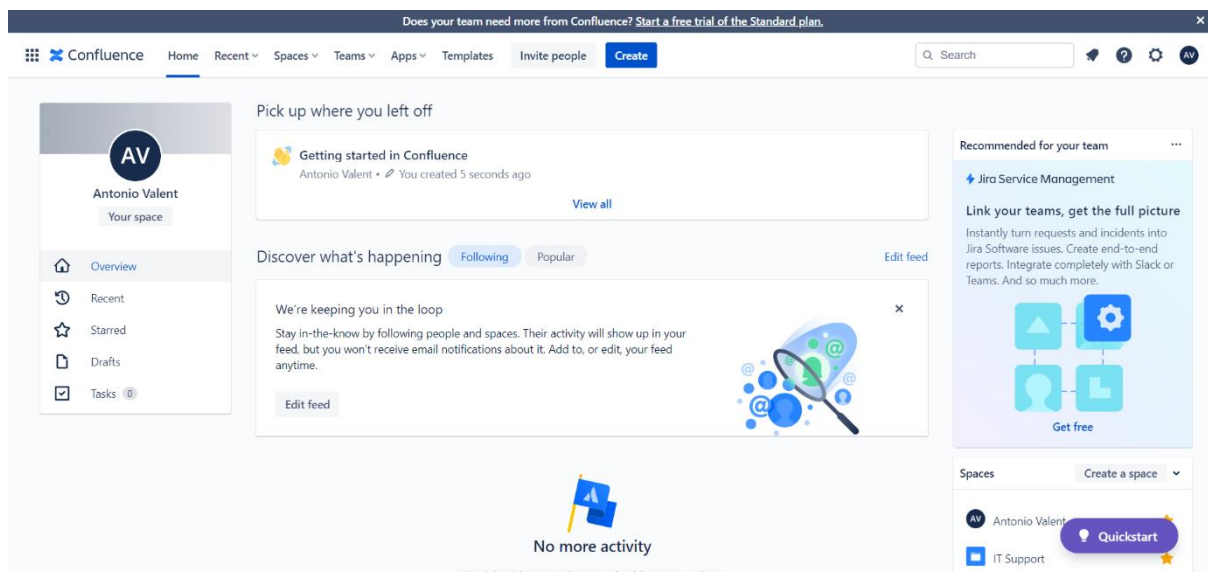 Does your team need more from Confluence? Start a free trial of the Standard plan.
Confluence Home Recent Spaces Teams Apps Templates Invite people Create Search AV
AV
Antonio Valent
Your space
Overview
Recent
Starred
Drafts
Tasks 0
Pick up where you left off
Getting started in Confluence
Antonio Valent • You created 5 seconds ago
View all
Discover what's happening Following Popular Edit feed
We're keeping you in the loop
Stay in-the-know by following people and spaces. Their activity will show up in your
feed, but you won't receive email notifications about it. Add to, or edit, your feed
anytime.
Edit feed
No more activity
Recommended for your team
Jira Service Management
Link your teams, get the full picture
Instantly turn requests and incidents into
Jira Software issues. Create end-to-end
reports. Integrate completely with Slack or
Teams. And so much more.
Get free
Spaces Create a space
AV Antonio Valent
Quickstart
IT Support